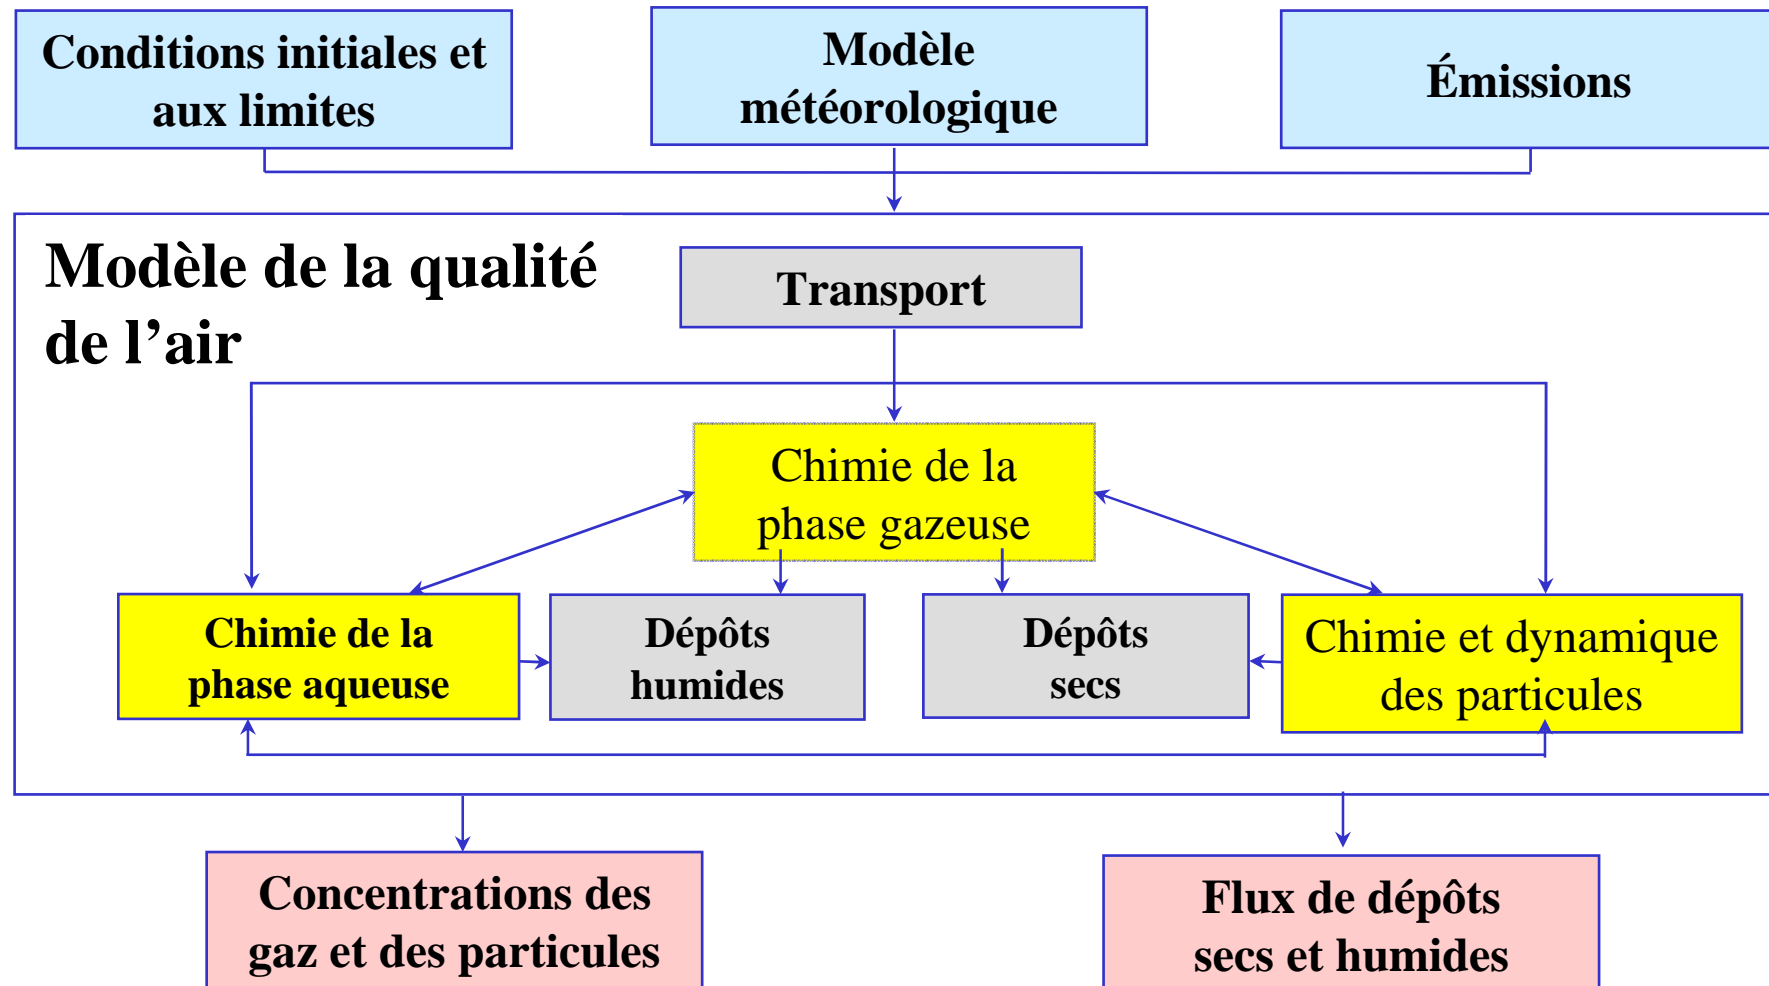 Conditions initiales et
aux limites
Modèle
météorologique
Émissions
Modèle de la qualité
de l’air
Transport
Chimie de la
phase gazeuse
Chimie de la
phase aqueuse
Dépôts
humides
Dépôts
secs
Chimie et dynamique
des particules
Concentrations des
gaz et des particules
Flux de dépôts
secs et humides